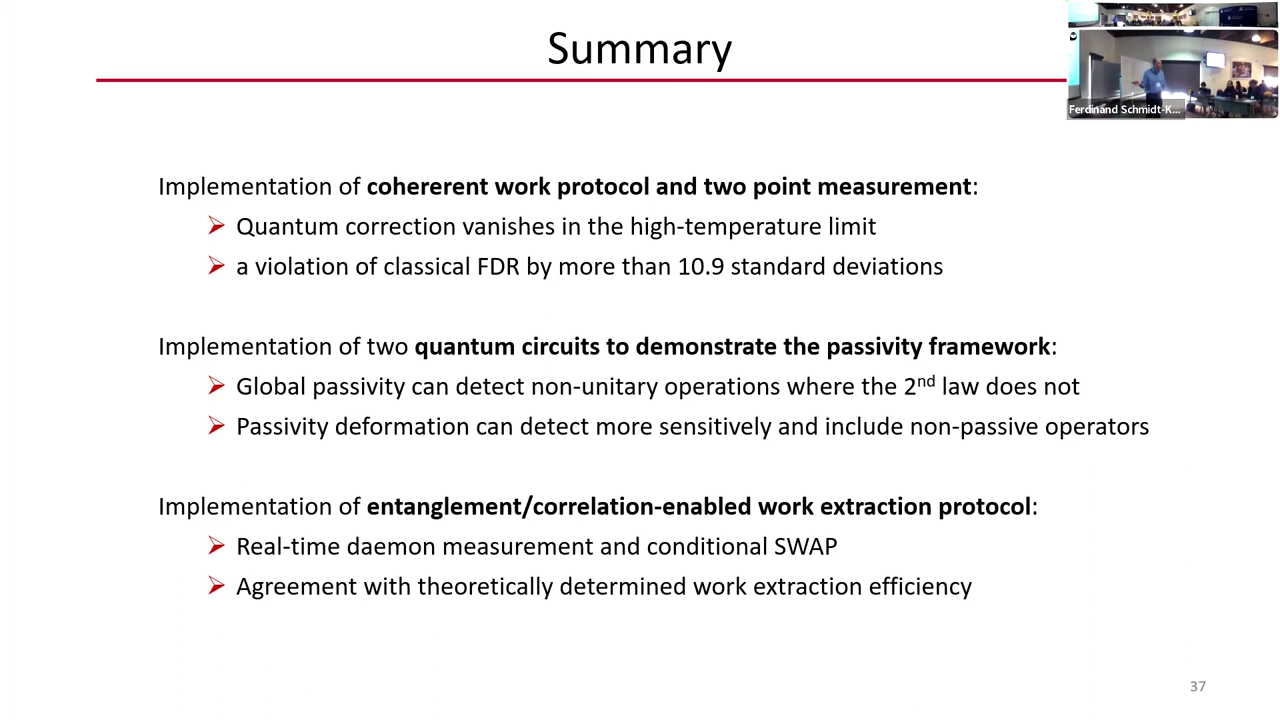 Summary
Ferdinand Schmidt-K...
Implementation of cohererent work protocol and two point measurement:
➢ Quantum correction vanishes in the high-temperature limit
➢ a violation of classical FDR by more than 10.9 standard deviations
Implementation of two quantum circuits to demonstrate the passivity framework:
➢ Global passivity can detect non-unitary operations where the 2nd law does not
➢ Passivity deformation can detect more sensitively and include non-passive operators
Implementation of entanglement/correlation-enabled work extraction protocol:
➢ Real-time daemon measurement and conditional SWAP
➢ Agreement with theoretically determined work extraction efficiency
37